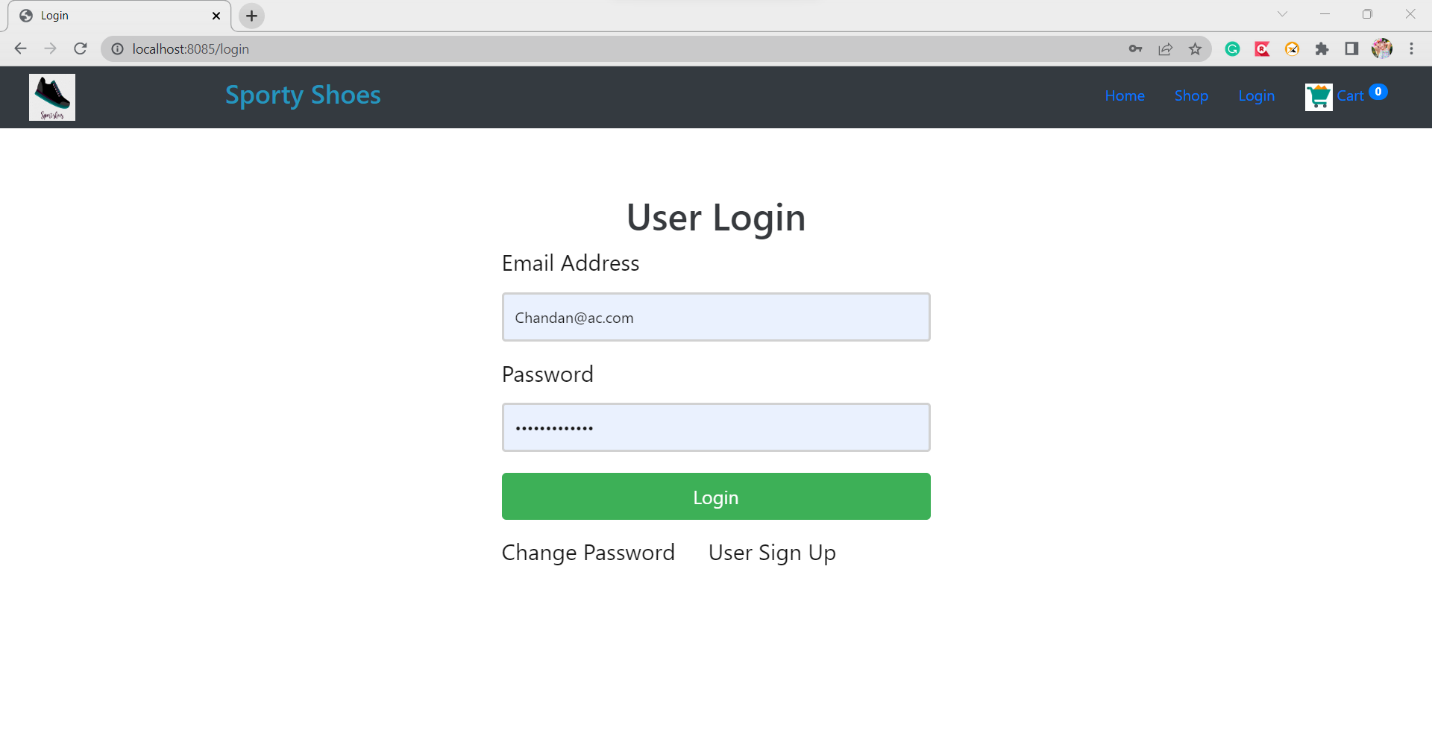 Login
localhost:8085/login
Sporty Shoes
Home Shop Login Cart 0
User Login
Email Address
Chandan@ac.com
Password
•••••••••••••
Login
Change Password User Sign Up